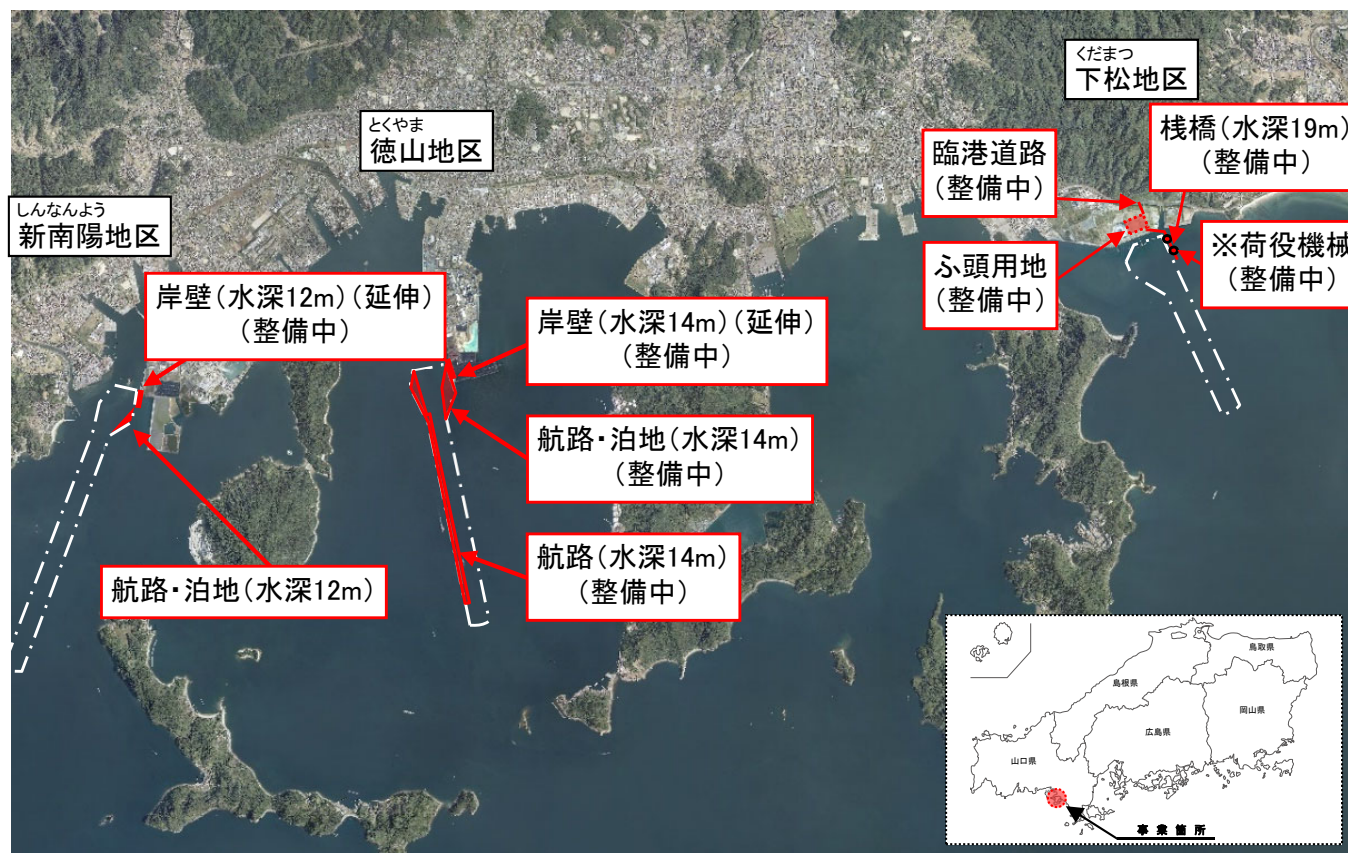 くだまつ
下松地区
とくやま
徳山地区
しんなんよう
新南陽地区
桟橋(水深19m)
(整備中)
臨港道路
(整備中)
※荷役機械
(整備中)
ふ頭用地
(整備中)
岸壁(水深12m)(延伸)
(整備中)
岸壁(水深14m)(延伸)
(整備中)
航路・泊地(水深14m)
(整備中)
航路(水深14m)
(整備中)
航路・泊地(水深12m)
鳥取県
島根県
岡山県
広島県
山口県
事業箇所